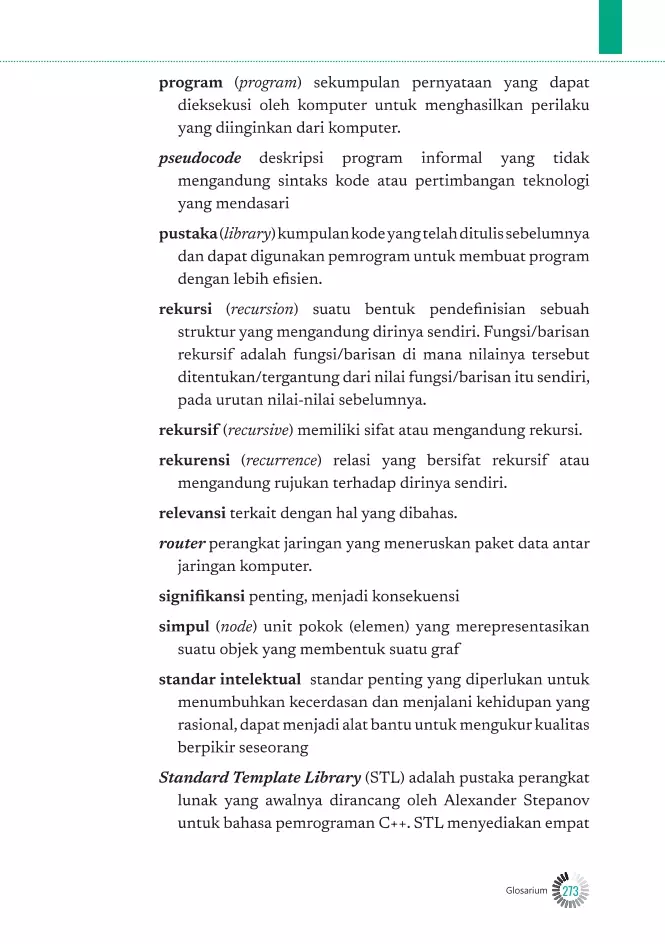 program (program) sekumpulan pernyataan yang dapat
dieksekusi oleh komputer untuk menghasilkan perilaku
yang diinginkan dari komputer.
pseudocode deskripsi program informal yang tidak
mengandung sintaks kode atau pertimbangan teknologi
yang mendasari
pustaka (library) kumpulan kode yang telah ditulis sebelumnya
dan dapat digunakan pemrogram untuk membuat program
dengan lebih efisien.
rekursi (recursion) suatu bentuk pendefinisian sebuah
struktur yang mengandung dirinya sendiri. Fungsi/barisan
rekursif adalah fungsi/barisan di mana nilainya tersebut
ditentukan/tergantung dari nilai fungsi/barisan itu sendiri,
pada urutan nilai-nilai sebelumnya.
rekursif (recursive) memiliki sifat atau mengandung rekursi.
rekurensi (recurrence) relasi yang bersifat rekursif atau
mengandung rujukan terhadap dirinya sendiri.
relevansi terkait dengan hal yang dibahas.
router perangkat jaringan yang meneruskan paket data antar
jaringan komputer.
signifikansi penting, menjadi konsekuensi
simpul (node) unit pokok (elemen) yang merepresentasikan
suatu objek yang membentuk suatu graf
standar intelektual standar penting yang diperlukan untuk
menumbuhkan kecerdasan dan menjalani kehidupan yang
rasional, dapat menjadi alat bantu untuk mengukur kualitas
berpikir seseorang
Standard Template Library (STL) adalah pustaka perangkat
lunak yang awalnya dirancang oleh Alexander Stepanov
untuk bahasa pemrograman C++. STL menyediakan empat
Glosarium 273